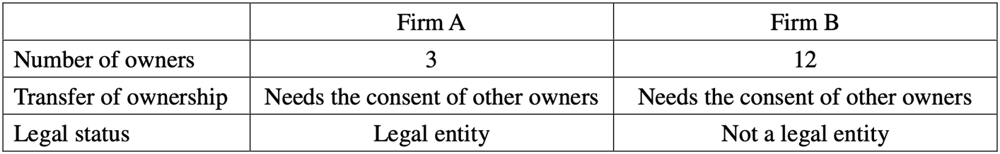 Firm A Firm B
Number of owners 3 12
Transfer of ownership Needs the consent of other owners Needs the consent of other owners
Legal status Legal entity Not a legal entity